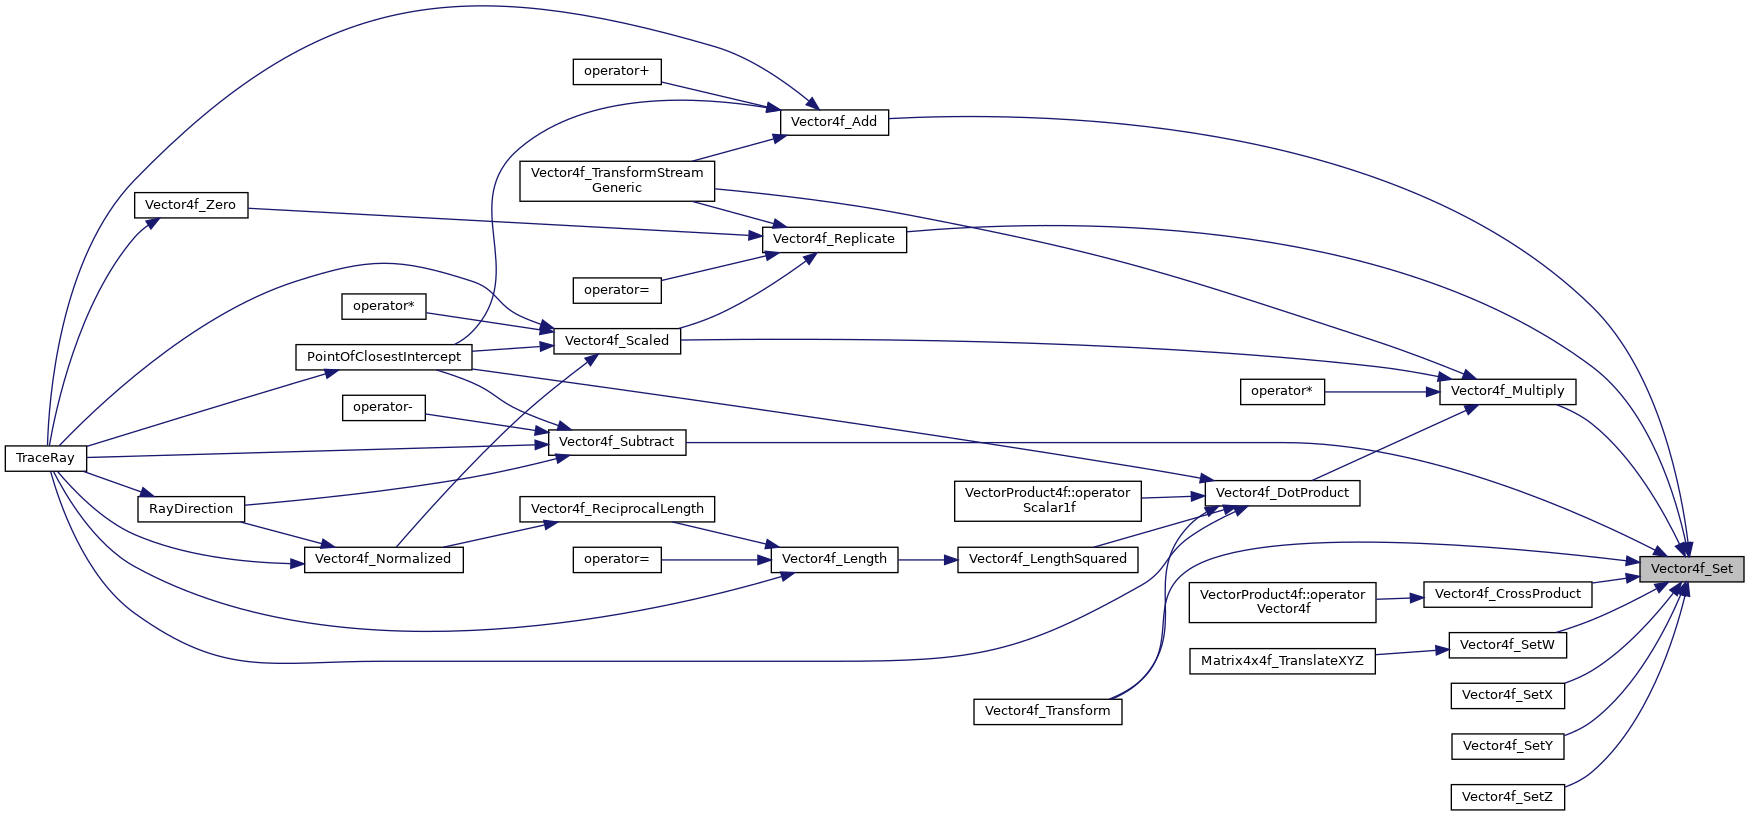 operator+
Vector4f_Add
Vector4f_TransformStream
Generic
Vector4f_Zero
Vector4f_Replicate
operator=
operator*
Vector4f_Scaled
PointOfClosestIntercept
operator*
Vector4f_Multiply
operator-
Vector4f_Subtract
TraceRay
VectorProduct4f::operator
Scalar1f
Vector4f_DotProduct
RayDirection
Vector4f_ReciprocalLength
Vector4f_Normalized
operator=
Vector4f_Length
Vector4f_LengthSquared
Vector4f_Set
VectorProduct4f::operator
Vector4f
Vector4f_CrossProduct
Vector4f_SetW
Matrix4x4f_TranslateXYZ
Vector4f_SetX
Vector4f_Transform
Vector4f_SetY
Vector4f_SetZ